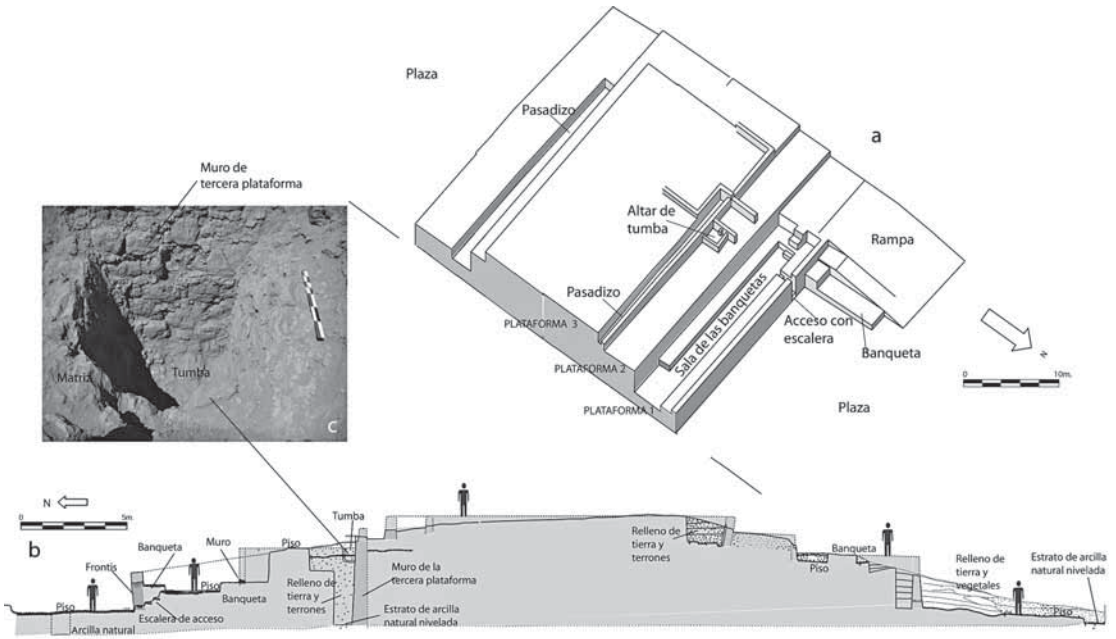 Plaza
Pasadizo
a
Muro de
tercera plataforma
Altar de
tumba
Rampa
Pasadizo
Sala de las banquetas
Acceso con
escalera
Banqueta
PLATAFORMA 3
PLATAFORMA 2
PLATAFORMA 1
N
0
10m.
Plaza
Matriz
Tumba
C
N
0
5m.
b
Tumba
Muro
Piso
Banqueta
Frontis
Piso
Banqueta
Piso
Escalera de acceso
Arcilla natural
Relleno de
tierra y
terrones
Muro de la
tercera plataforma
Estrato de arcilla
natural nivelada
Relleno de
tierra y
terrones
Banqueta
Piso
Relleno de
tierra y
vegetales
Estrato de arcilla
natural nivelada
Piso